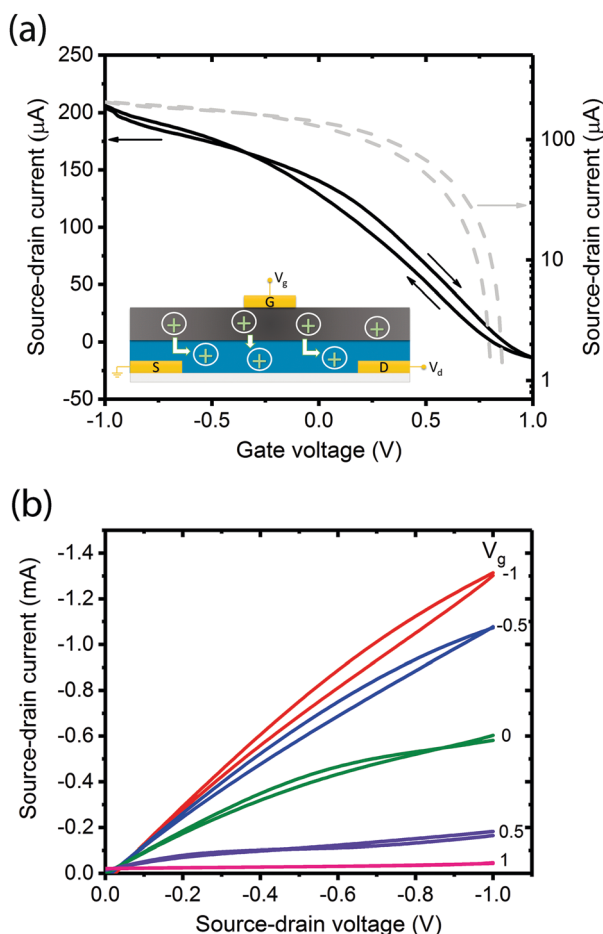 (a)
250
200
150
100
50
0
-50
Source-drain current (μA)
100
10
1
Source-drain current (μA)
Vg
G
+ + + +
+ + +
S
D
Vd
-1.0 -0.5 0.0 0.5 1.0
Gate voltage (V)
(b)
-1.4
-1.2
-1.0
-0.8
-0.6
-0.4
-0.2
0.0
Source-drain current (mA)
Vg
-1
-0.5
0
0.5
1
0.0 -0.2 -0.4 -0.6 -0.8 -1.0
Source-drain voltage (V)